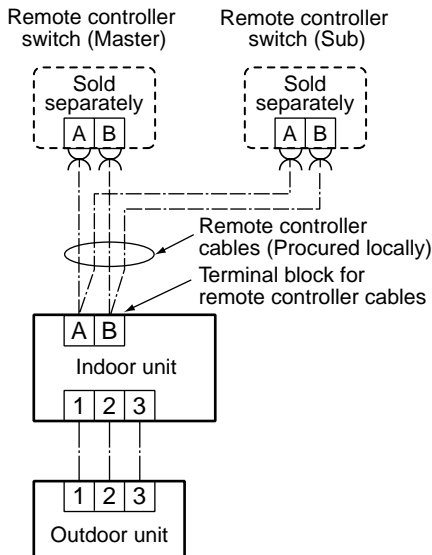 Remote controller
switch (Master)
Remote controller
switch (Sub)
Sold
separately
A B
Sold
separately
A B
Remote controller
cables (Procured locally)
Terminal block for
remote controller cables
A B
Indoor unit
1 2 3
1 2 3
Outdoor unit